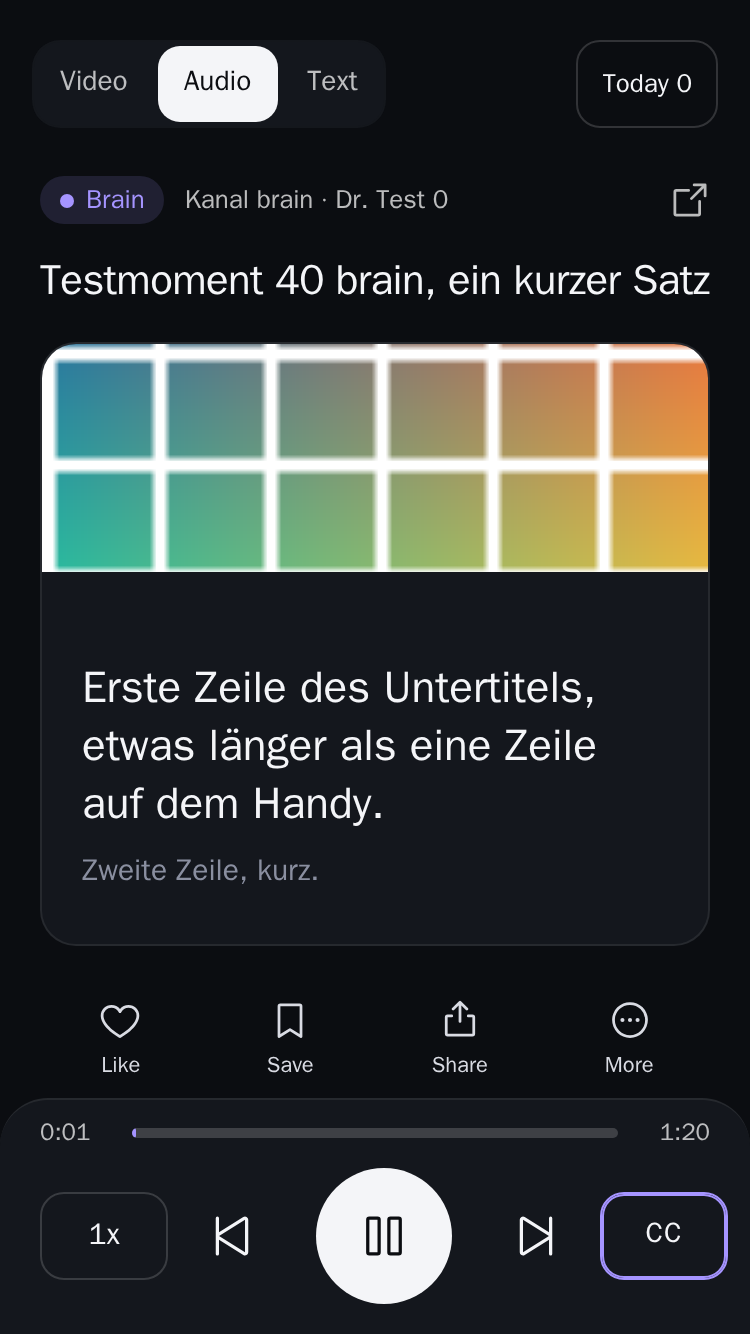 Video Audio Text Today 0
Brain Kanal brain · Dr. Test 0
Testmoment 40 brain, ein kurzer Satz
Erste Zeile des Untertitels,
etwas länger als eine Zeile
auf dem Handy.
Zweite Zeile, kurz.
Like Save Share More
0:01 1:20
1x CC